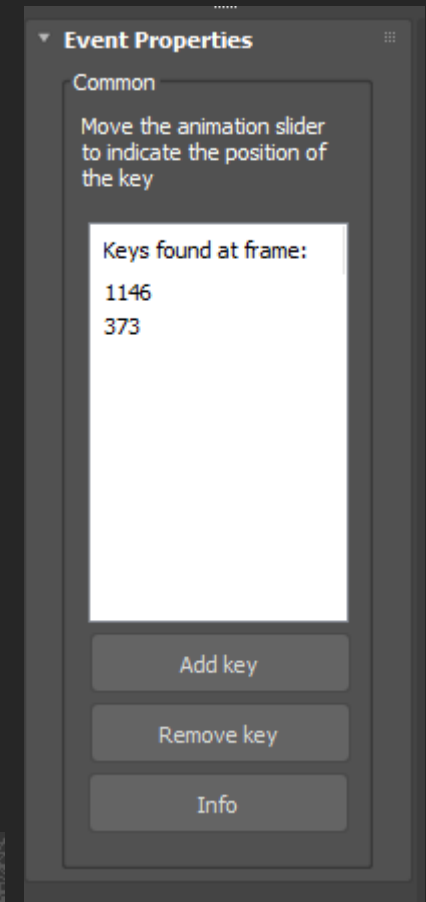 Event Properties
Common
Move the animation slider
to indicate the position of
the key
Keys found at frame:
1146
373
Add key
Remove key
Info